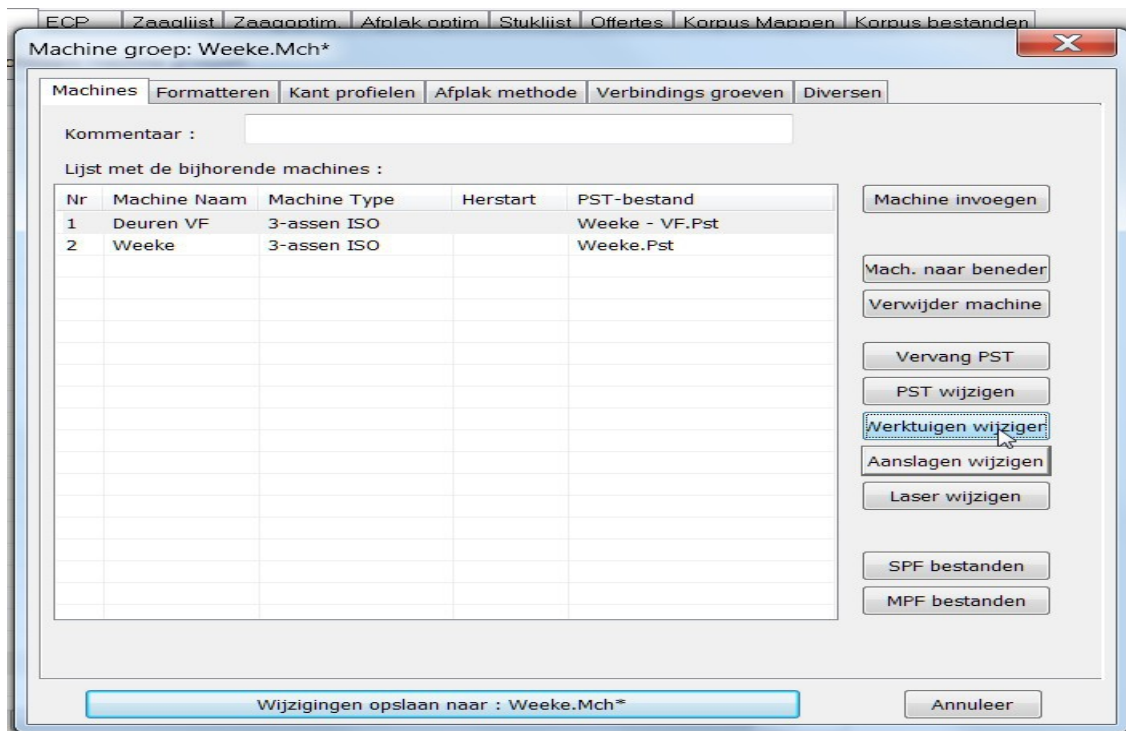 ECP Zaaglijst Zaagoptim. Afplak optim Stuklijst Offertes Korpus Mappen Korpus bestanden
Machine groep: Weeke.Mch*
Machines Formatteren Kant profielen Afplak methode Verbindings groeven Diversen
Kommentaar :
Lijst met de bijhorende machines :
Nr Machine Naam Machine Type Herstart PST-bestand
1 Deuren VF 3-assen ISO Weeke - VF.Pst
2 Weeke 3-assen ISO Weeke.Pst
Machine invoegen
Mach. naar beneder
Verwijder machine
Vervang PST
PST wijzigen
Werktuigen wijziger
Aanslagen wijzigen
Laser wijzigen
SPF bestanden
MPF bestanden
Wijzigingen opslaan naar : Weeke.Mch*
Annuleer